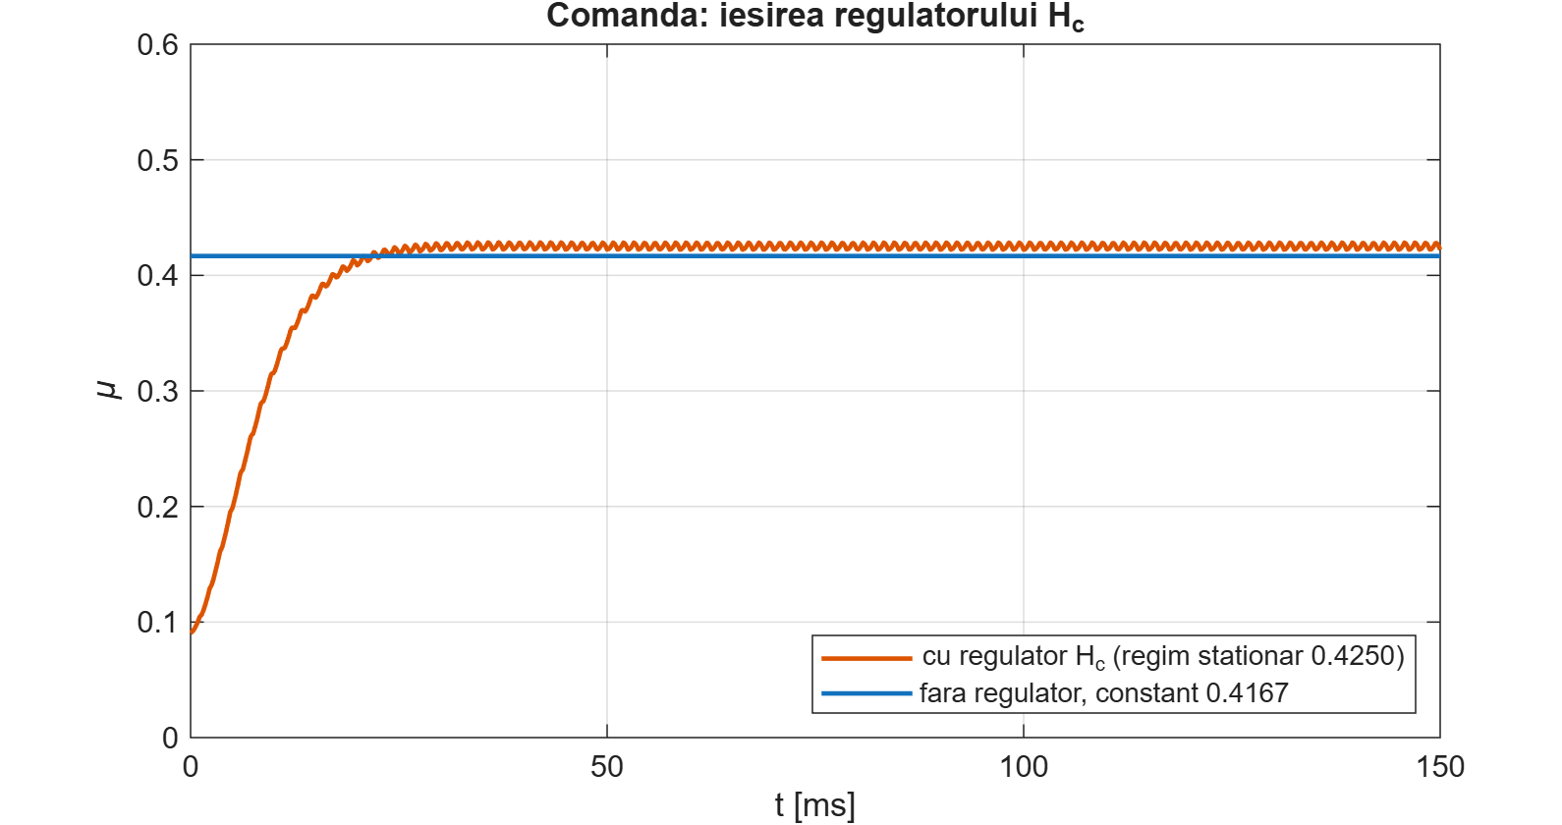 Comanda: iesirea regulatorului Hc
0.6
0.5
0.4
0.3
0.2
0.1
0
μ
cu regulator Hc (regim stationar 0.4250)
fara regulator, constant 0.4167
0 50 100 150
t [ms]